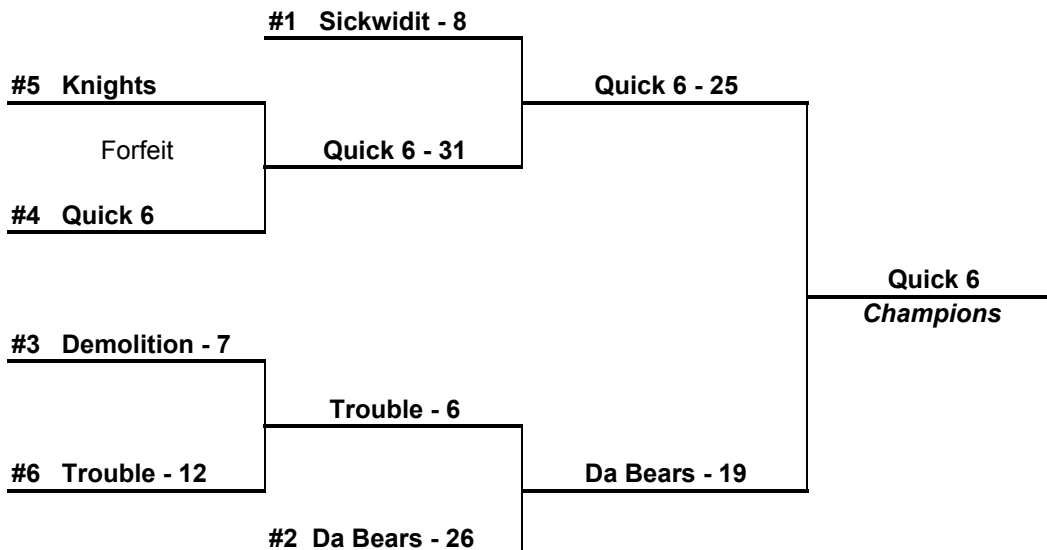 #1 Sickwidit - 8
#5 Knights
Quick 6 - 25
Forfeit
Quick 6 - 31
#4 Quick 6
Quick 6
Champions
#3 Demolition - 7
Trouble - 6
#6 Trouble - 12
Da Bears - 19
#2 Da Bears - 26